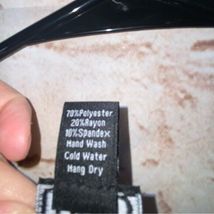 70%Polyester
20%Rayon
10%Spandex
Hand Wash
Cold Water
Hang Dry